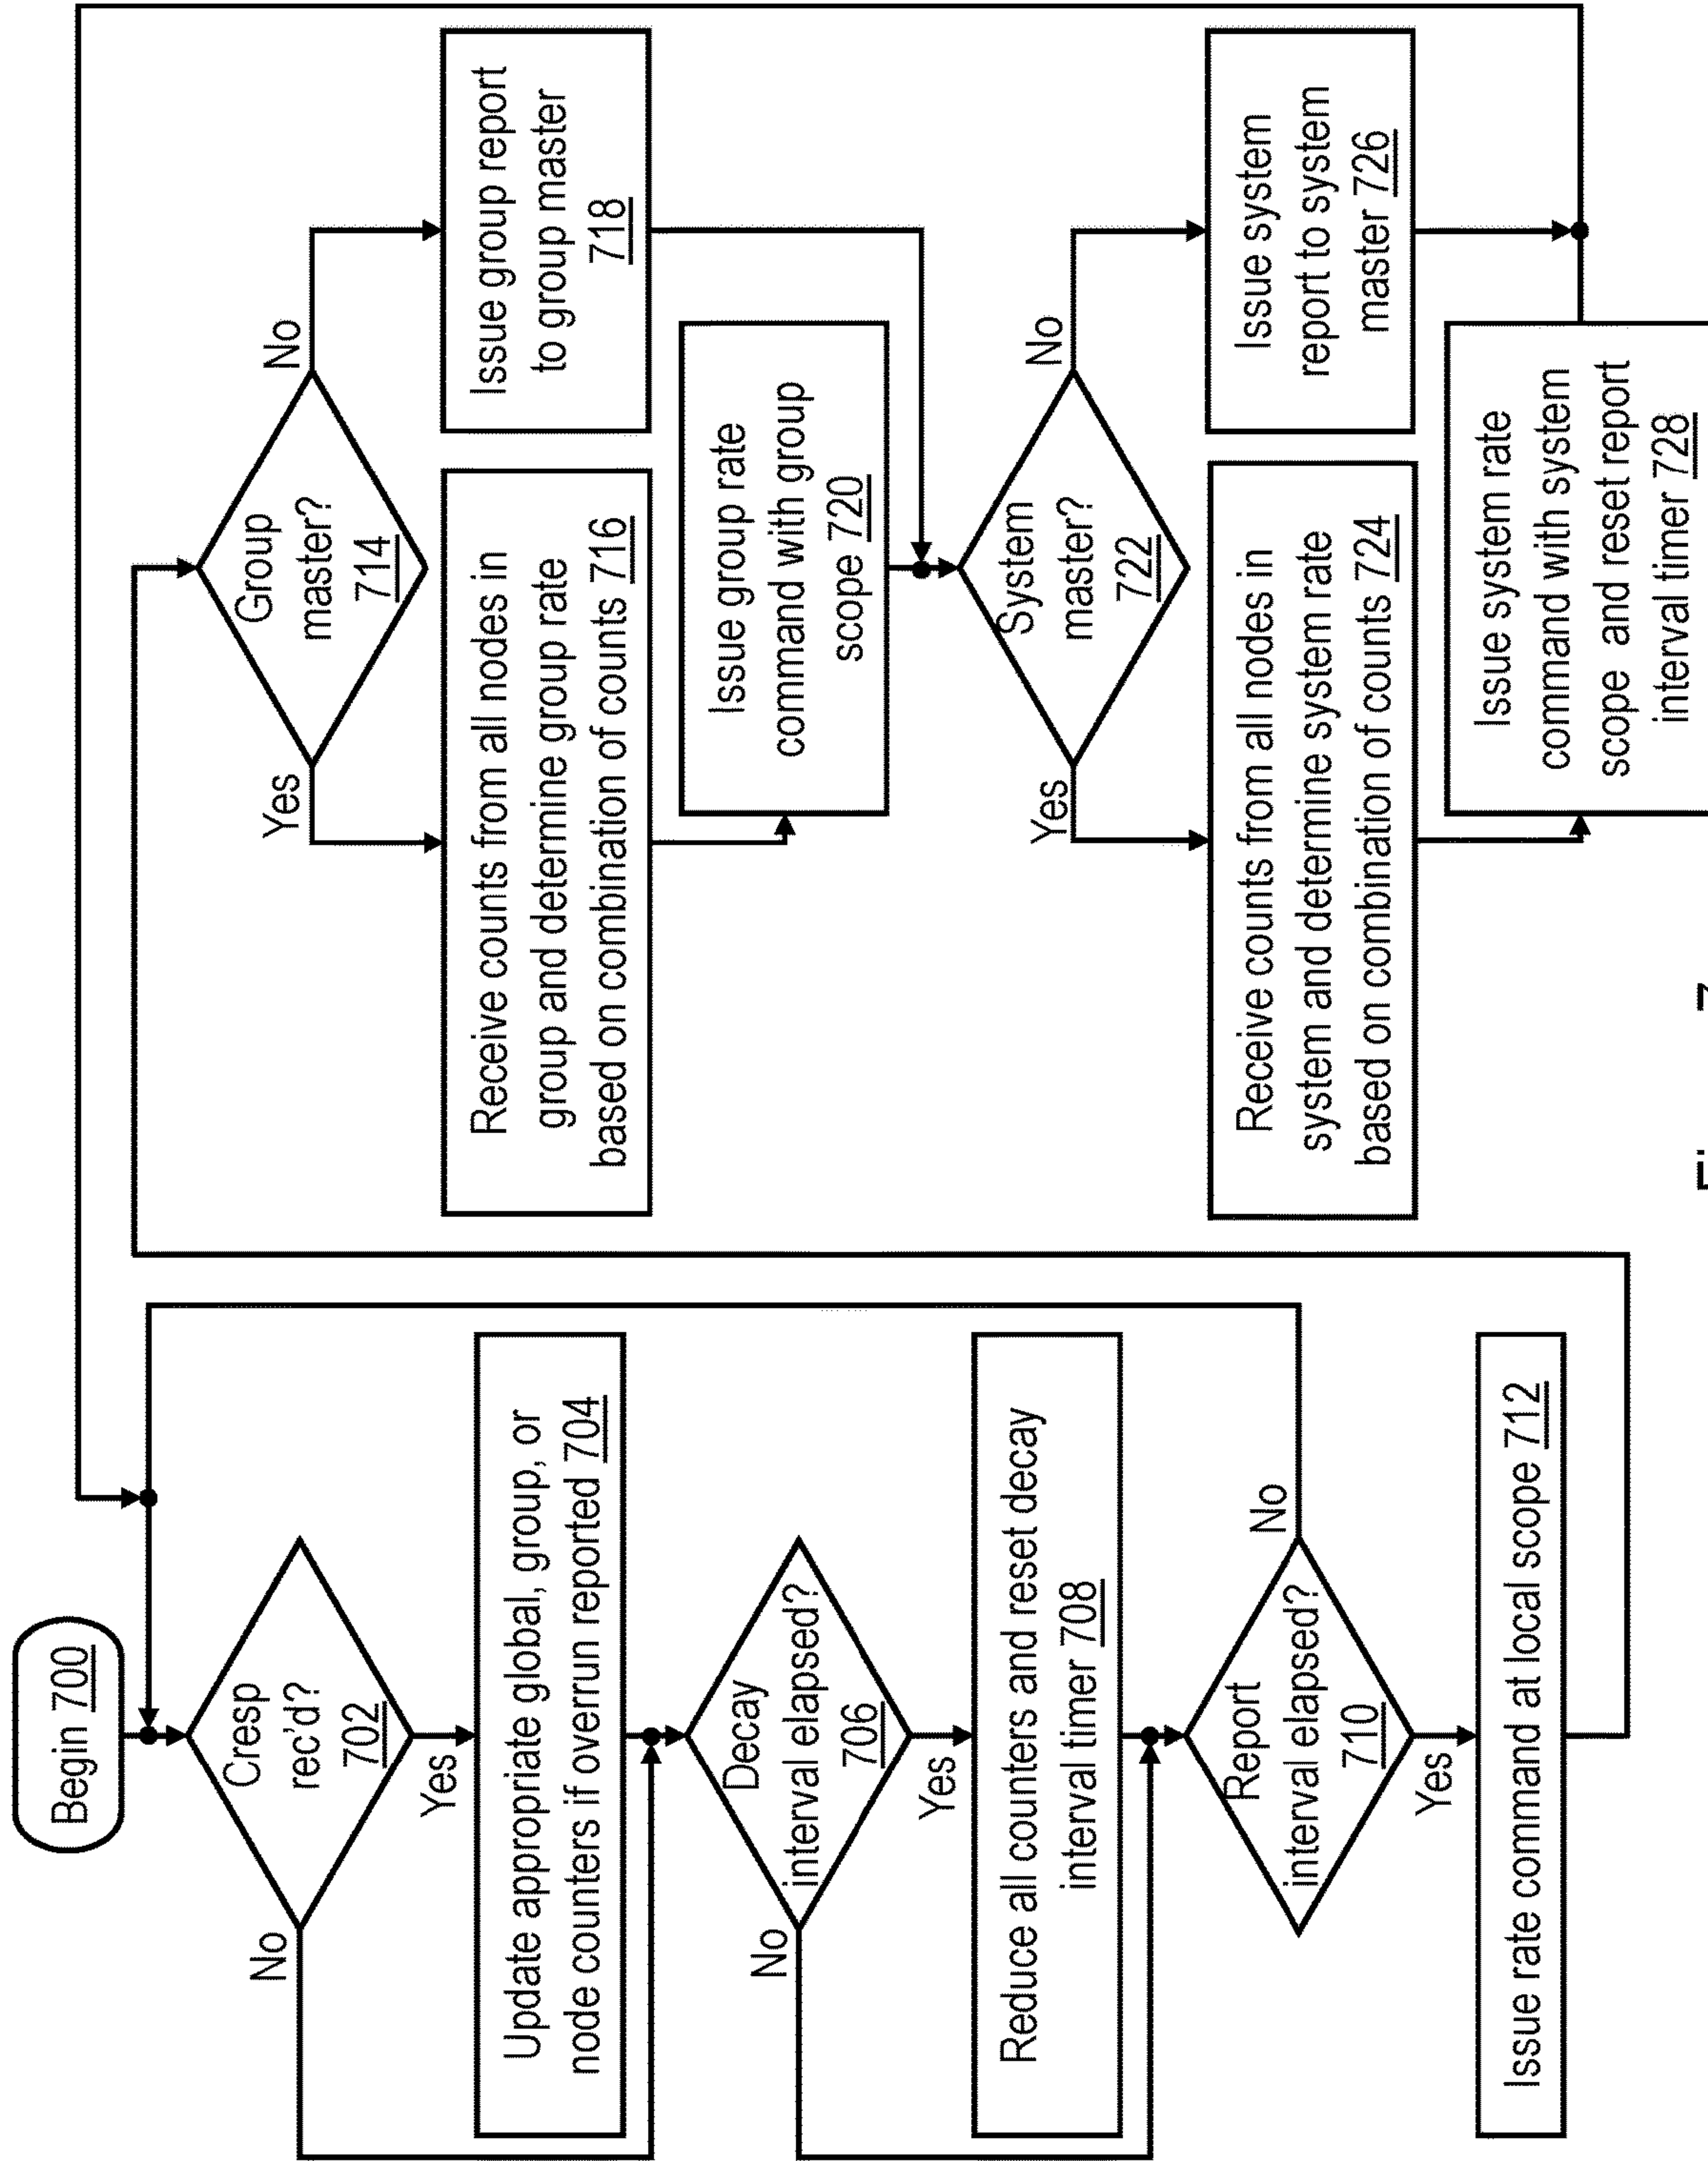 Begin 700
Cresp
rec'd?
702
No
Yes
Update appropriate global, group, or
node counters if overrun reported 704
Decay
interval elapsed?
706
No
Yes
Reduce all counters and reset decay
interval timer 708
Report
interval elapsed?
710
No
Yes
Issue rate command at local scope 712
Group
master?
714
Yes
No
Receive counts from all nodes in
group and determine group rate
based on combination of counts 716
Issue group report
to group master
718
Issue group rate
command with group
scope 720
System
master?
722
Yes
No
Receive counts from all nodes in
system and determine system rate
based on combination of counts 724
Issue system
report to system
master 726
Issue system rate
command with system
scope and reset report
interval timer 728